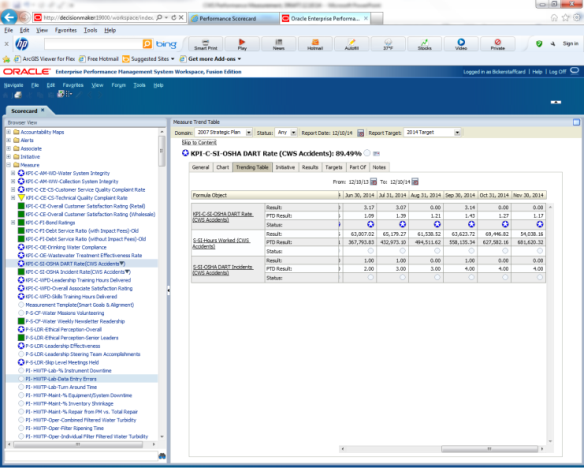 http://decisionmaker:19000/workspace/index.
Performance Scorecard
Oracle Enterprise Performa...
File Edit View Favorites Tools Help
bing
Smart Print
Play
News
Hotmail
Stocks
Video
Private
Sign in
ArcGIS Viewer for Flex
Free Hotmail
Suggested Sites
Get more Add-ons
ORACLE Enterprise Performance Management System Workspace, Fusion Edition
Logged in as Bckerstaffcard | Help | Log Off
Navigate File Edit Favorites View Forum Tools Help
Scorecard
Browser View
Accountability Maps
Alerts
Associate
Initiative
Measure
KPI-C-AM-WD-Water System Integrity
KPI-C-AM-WW-Collection System Integrity
KPI-C-CE-CS-Customer Service Quality Complaint Rate
KPI-C-CE-CS-Technical Quality Complaint Rate
KPI-C-CE-Overall Customer Satisfaction Rating (Retail)
KPI-C-CE-Overall Customer Satisfaction Rating (Wholesale)
KPI-C-FI-Bond Ratings
KPI-C-FI-Debt Service Ratio (with Impact Fees)-Old
KPI-C-FI-Debt Service Ratio (without Impact Fees)-Old
KPI-C-OE-Drinking Water Compliance
KPI-C-OE-Wastewater Treatment Effectiveness Rate
KPI-C-SI-OSHA DART Rate(CWS Accidents)
KPI-C-SI-OSHA Incident Rate(CWS Accidents)
KPI-C-WFD-Leadership Training Hours Delivered
KPI-C-WFD-Overall Associate Satisfaction Rating
KPI-C-WFD-Skills Training Hours Delivered
Measurement Template(Smart Goals & Alignment)
P-S-CF-Water Missions Volunteering
P-S-CF-Water Weekly Newsletter Readership
P-S-LDR-Ethical Perception-Overall
P-S-LDR-Ethical Perception-Senior Leaders
P-S-LDR-Leadership Effectiveness
P-S-LDR-Leadership Steering Team Accomplishments
P-S-LDR-Skip Level Meetings Held
PI- HWTP-Lab-% Instrument Downtime
PI- HWTP-Lab-Data Entry Errors
PI- HWTP-Lab-Turn Around Time
PI- HWTP-Maint-% Equipment/System Downtime
PI- HWTP-Maint-% Inventory Shrinkage
PI- HWTP-Maint-% Repair from PM vs. Total Repair
PI- HWTP-Oper-Combined Filtered Water Turbidity
PI- HWTP-Oper-Filter Ripening Time
PI- HWTP-Oper-Individual Filter Filtered Water Turbidity
Measure Trend Table
Domain: 2007 Strategic Plan Status: Any Report Date: 12/10/14 Report Target: 2014 Target
Skip to Content
KPI-C-SI-OSHA DART Rate (CWS Accidents): 89.49%
General Chart Trending Table Initiative Results Targets Part Of Notes
From: 12/10/13 To: 12/10/14
Formula Object Jun 30, 2014 Jul 31, 2014 Aug 31, 2014 Sep 30, 2014 Oct 31, 2014 Nov 30, 2014
KPI-C-SI-OSHA DART Rate (CWS Accidents)
Result: 3.17 3.07 0.00 3.14 0.00 0.00
PTD Result: 1.09 1.39 1.21 1.43 1.27 1.17
Status:
S-SI-Hours Worked (CWS Accidents)
Result: 63,007.02 65,179.27 61,538.52 63,623.72 69,446.82 54,038.16
PTD Result: 367,793.83 432,973.10 494,511.62 558,135.34 627,582.16 681,620.32
Status:
S-SI-OSHA DART Incidents (CWS Accidents)
Result: 1.00 1.00 0.00 1.00 0.00 0.00
PTD Result: 2.00 3.00 3.00 4.00 4.00 4.00
Status: